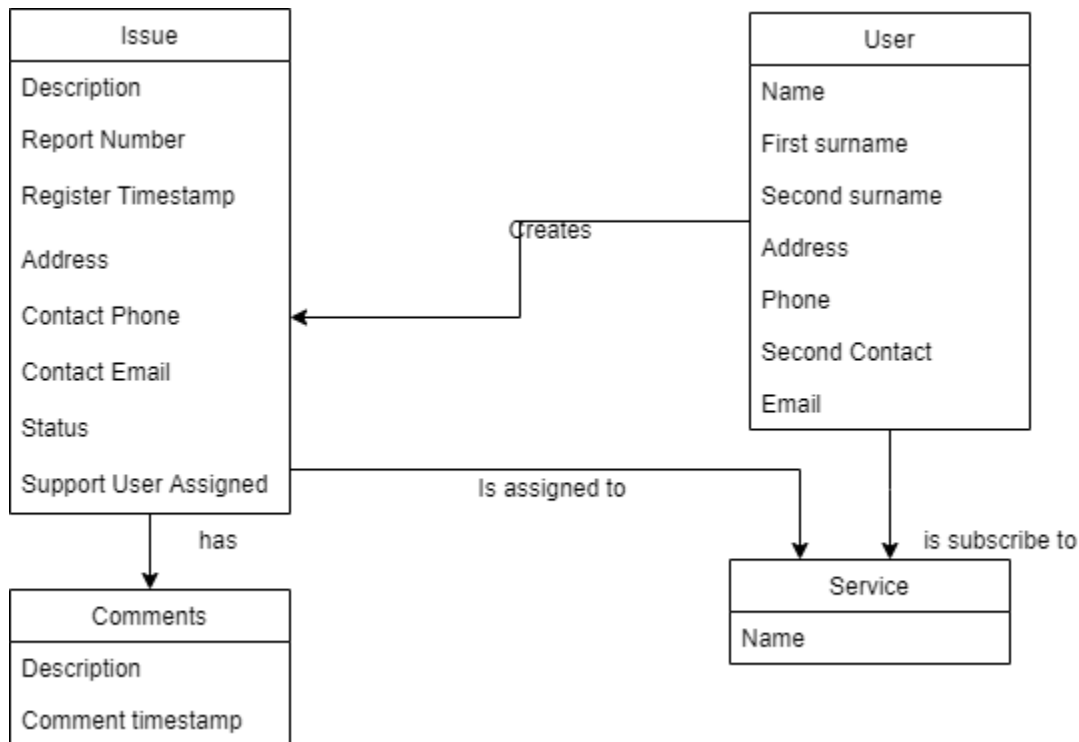 Issue
Description
Report Number
Register Timestamp
Address
Contact Phone
Contact Email
Status
Support User Assigned
User
Name
First surname
Second surname
Address
Phone
Second Contact
Email
Creates
Is assigned to
has
is subscribe to
Comments
Description
Comment timestamp
Service
Name